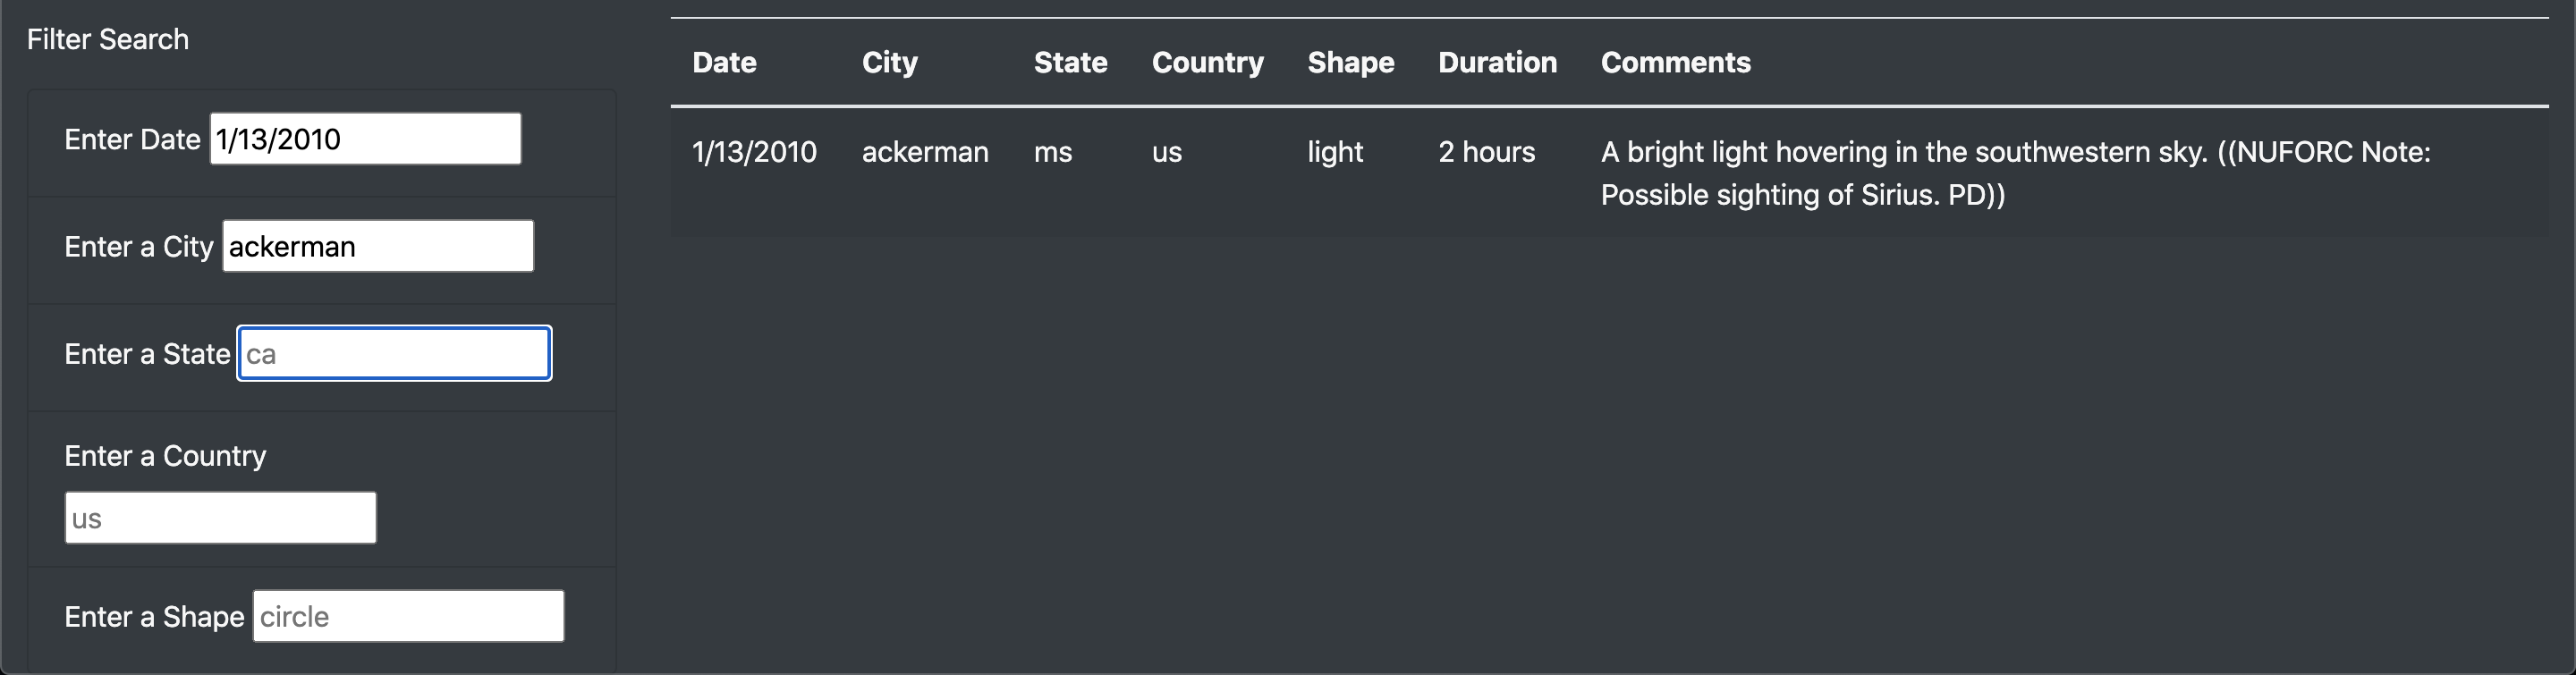 Filter Search
Enter Date 1/13/2010
Enter a City ackerman
Enter a State ca
Enter a Country
us
Enter a Shape circle
Date City State Country Shape Duration Comments
1/13/2010 ackerman ms us light 2 hours A bright light hovering in the southwestern sky. ((NUFORC Note:
Possible sighting of Sirius. PD))